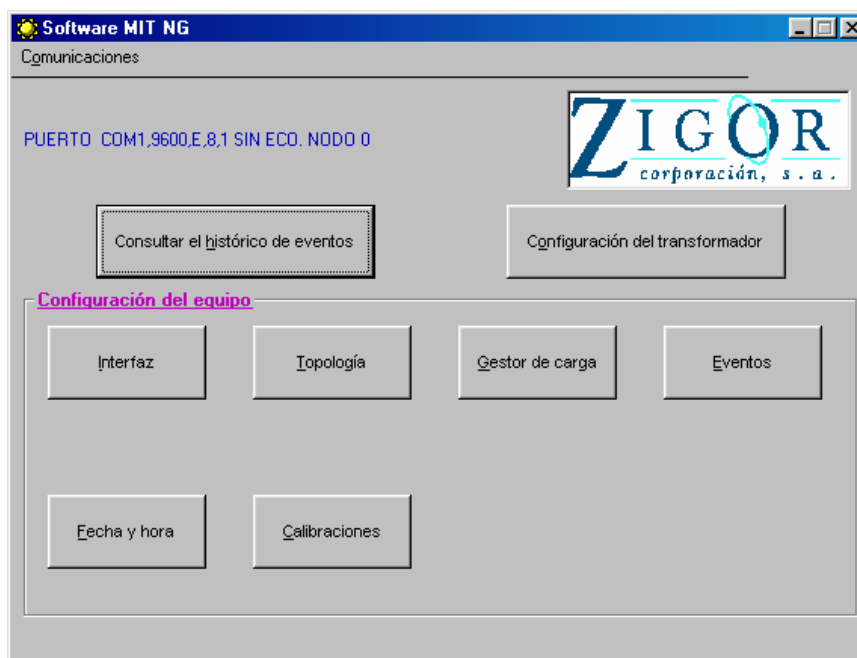 Software MIT NG
Comunicaciones
PUERTO COM1,9600,E,8,1 SIN ECO. NODO 0
ZIGOR
corporación, s.a.
Consultar el histórico de eventos
Configuración del transformador
Configuración del equipo
Interfaz
Topología
Gestor de carga
Eventos
Fecha y hora
Calibraciones